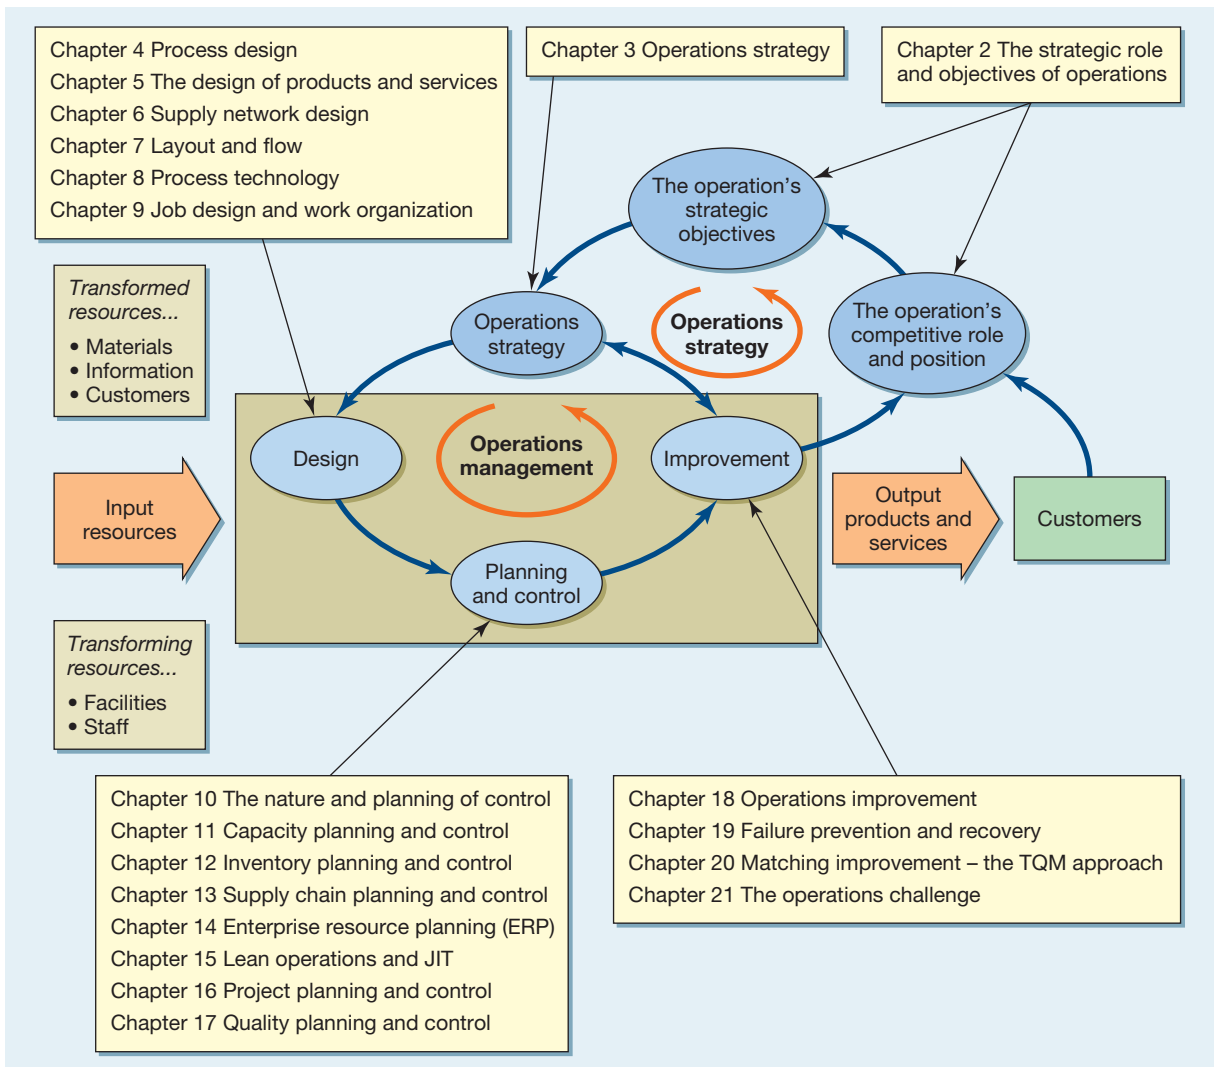 Chapter 4 Process design
Chapter 5 The design of products and services
Chapter 6 Supply network design
Chapter 7 Layout and flow
Chapter 8 Process technology
Chapter 9 Job design and work organization
Chapter 3 Operations strategy
Chapter 2 The strategic role
and objectives of operations
The operation’s
strategic
objectives
Transformed
resources...
• Materials
• Information
• Customers
Operations
strategy
Operations
strategy
The operation’s
competitive role
and position
Design
Operations
management
Improvement
Input
resources
Output
products and
services
Customers
Planning
and control
Transforming
resources...
• Facilities
• Staff
Chapter 10 The nature and planning of control
Chapter 11 Capacity planning and control
Chapter 12 Inventory planning and control
Chapter 13 Supply chain planning and control
Chapter 14 Enterprise resource planning (ERP)
Chapter 15 Lean operations and JIT
Chapter 16 Project planning and control
Chapter 17 Quality planning and control
Chapter 18 Operations improvement
Chapter 19 Failure prevention and recovery
Chapter 20 Matching improvement – the TQM approach
Chapter 21 The operations challenge